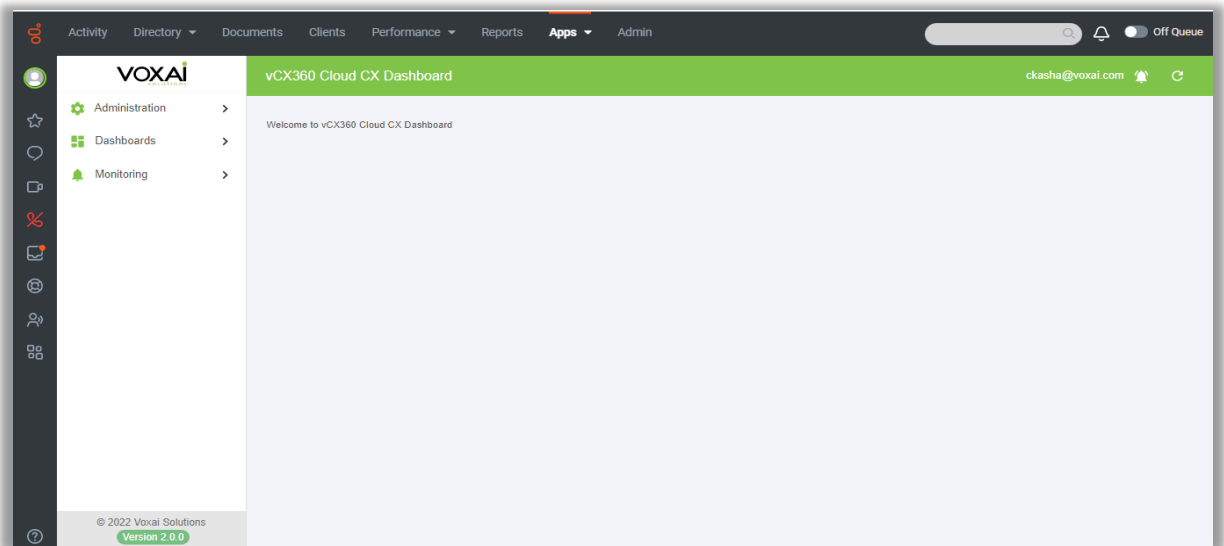 Activity Directory Documents Clients Performance Reports Apps Admin Off Queue
VOXAI
SOLUTIONS
vCX360 Cloud CX Dashboard ckasha@voxai.com
Administration
Dashboards
Monitoring
Welcome to vCX360 Cloud CX Dashboard
© 2022 Voxai Solutions
Version 2.0.0